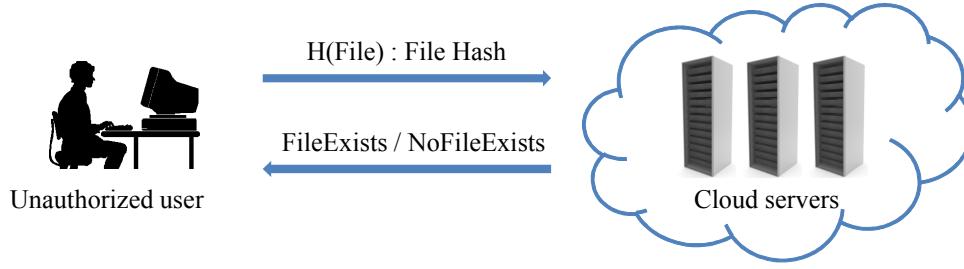 H(File) : File Hash
FileExists / NoFileExists
Unauthorized user
Cloud servers